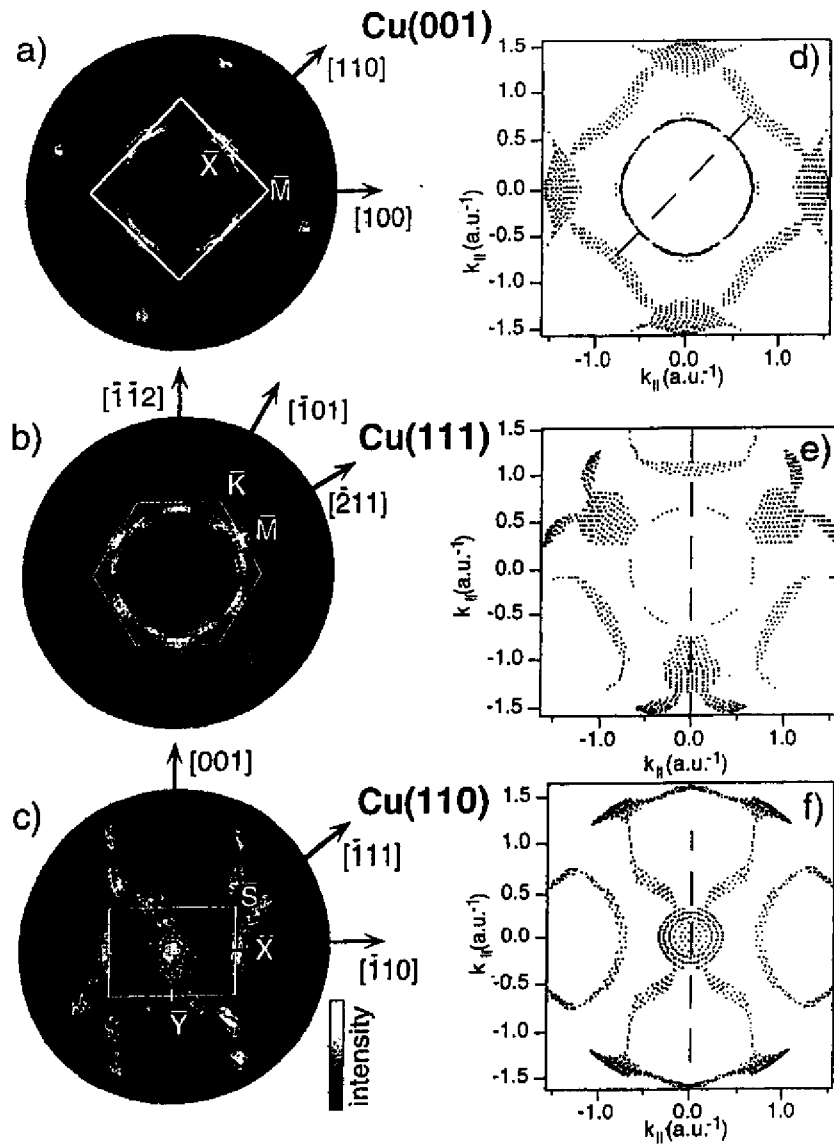 Cu(001)
a)
[110]
X̄
M̄
[100]
d)
1.5
1.0
0.5
0.0
-0.5
-1.0
-1.5
k||(a.u.⁻¹)
-1.0 0.0 1.0
k||(a.u.⁻¹)
[1̄1̄2]
[1̄01]
b)
Cu(111)
K̄
[2̄11]
M̄
e)
1.5
1.0
0.5
0.0
-0.5
-1.0
-1.5
k||(a.u.⁻¹)
-1.0 0.0 1.0
k||(a.u.⁻¹)
[001]
c)
Cu(110)
[1̄11]
S̄
X̄
[1̄10]
Ȳ
intensity
f)
1.5
1.0
0.5
0.0
-0.5
-1.0
-1.5
k||(a.u.⁻¹)
-1.0 0.0 1.0
k||(a.u.⁻¹)